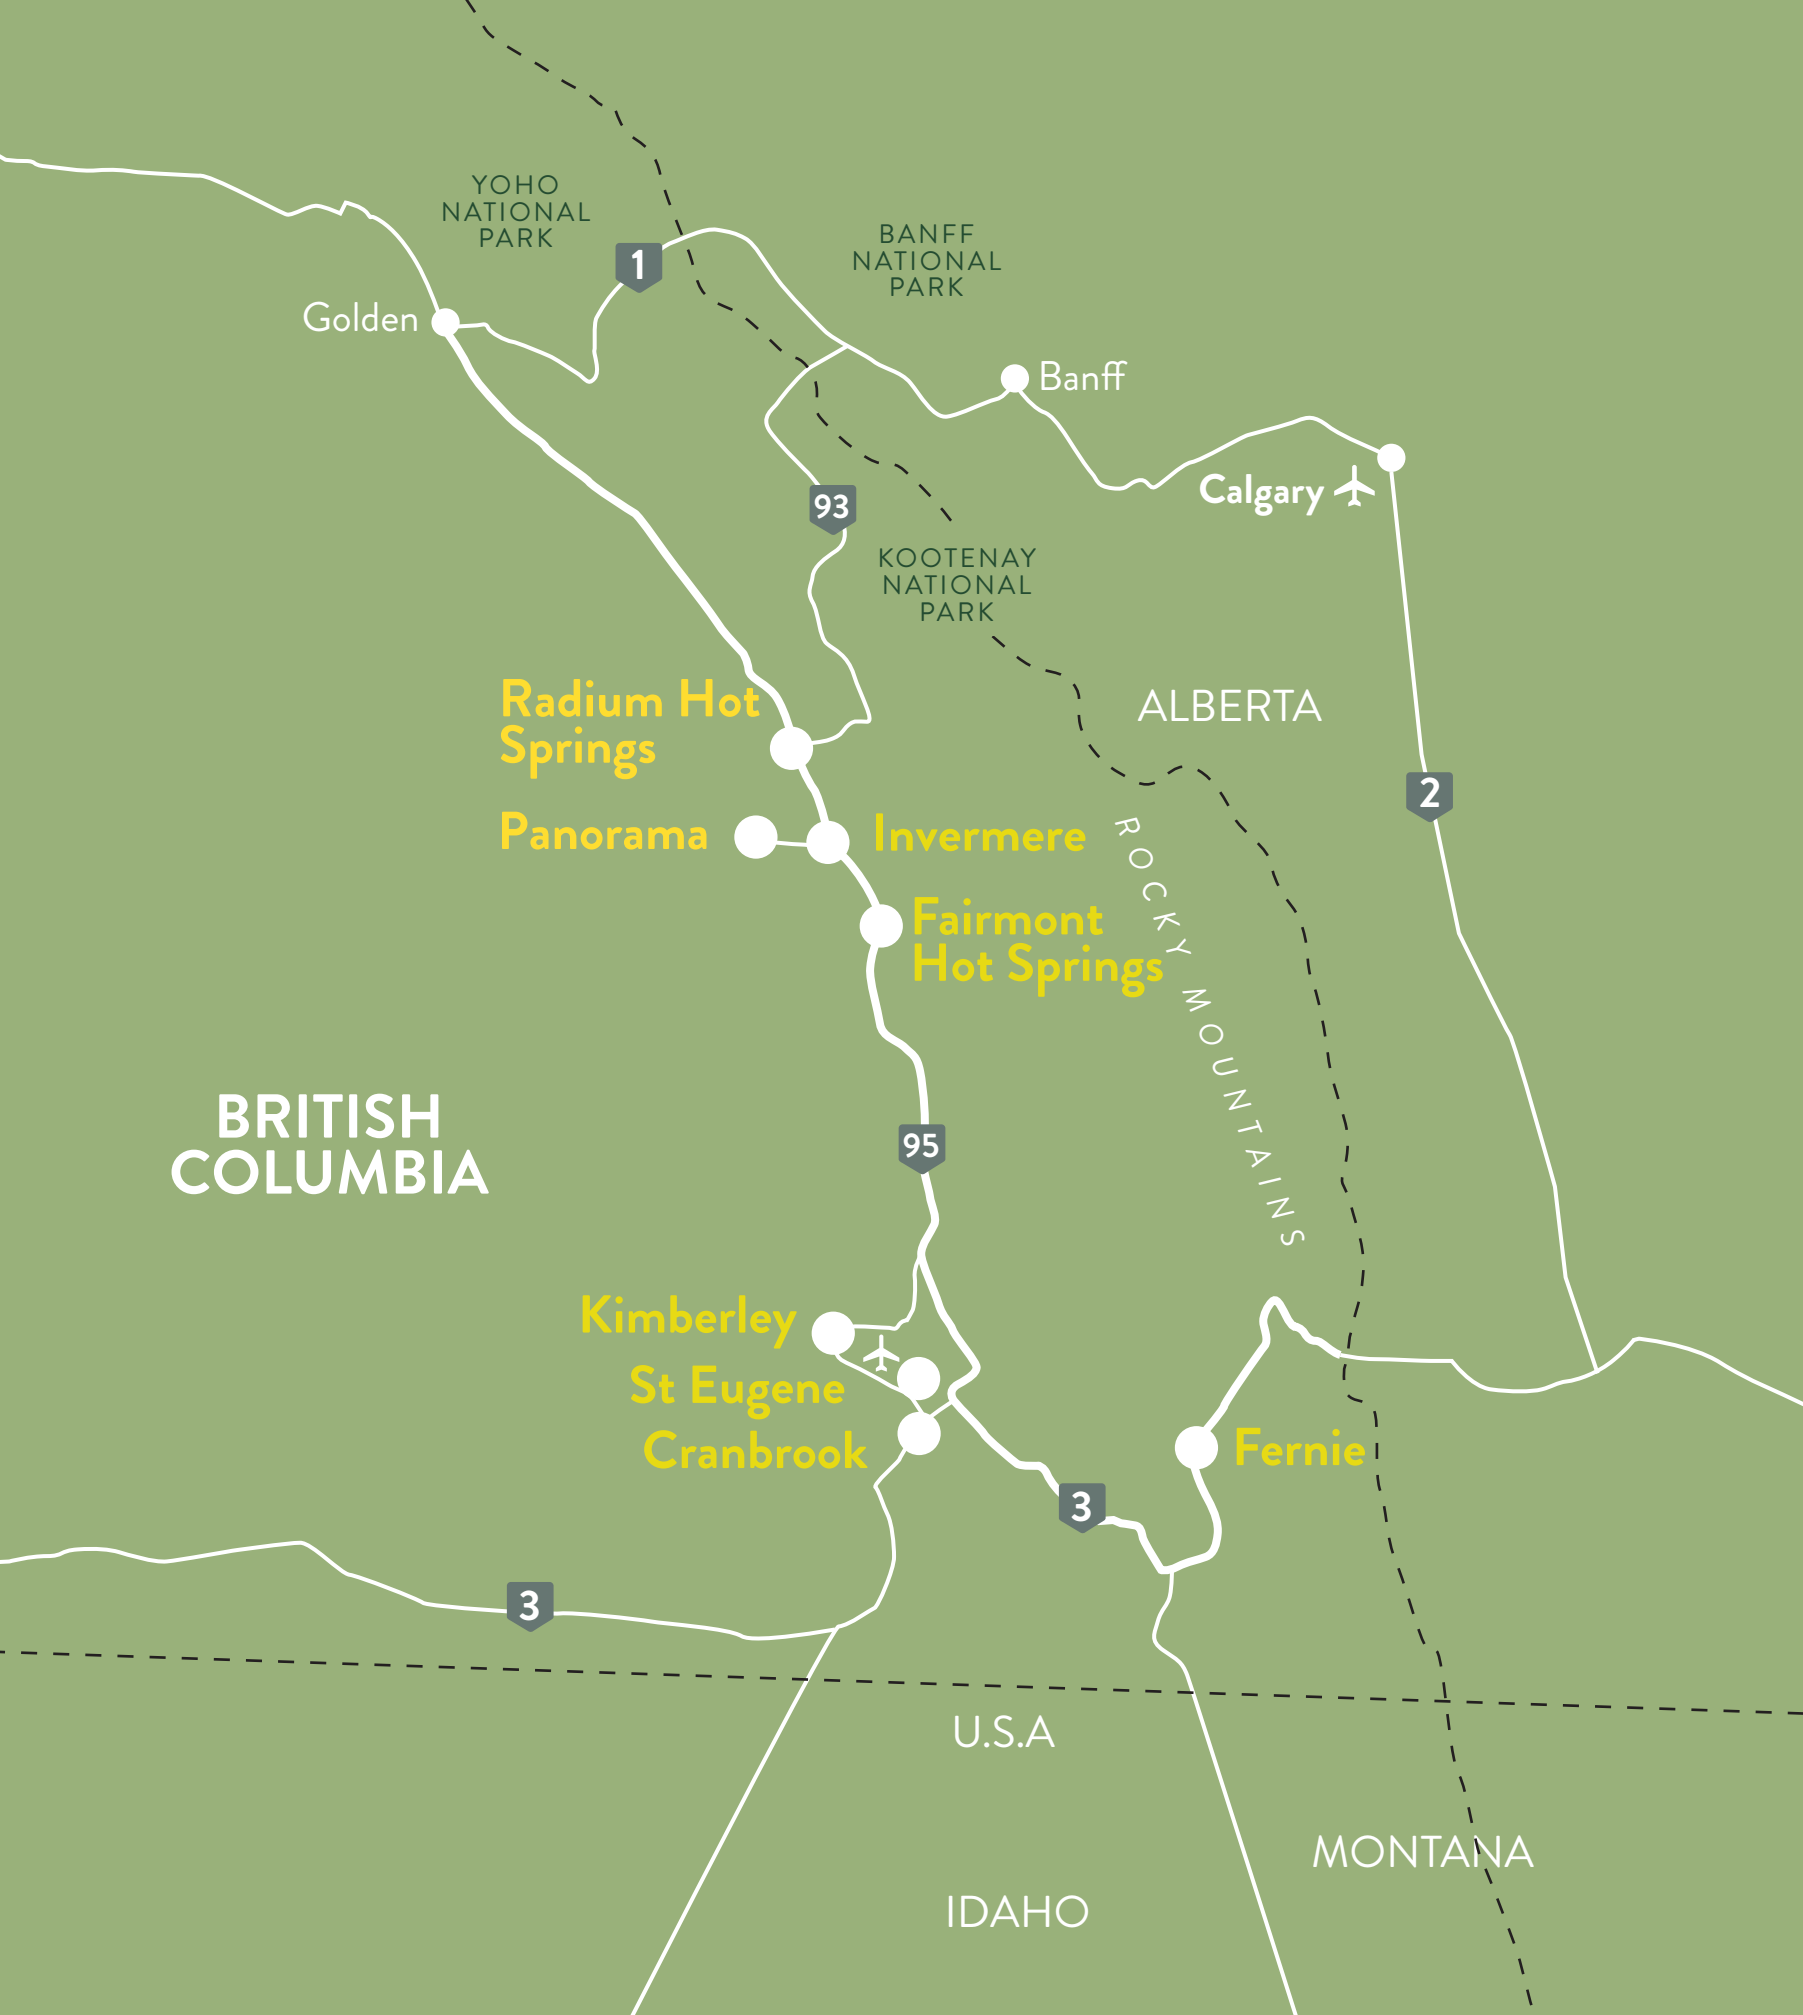 YOHO
NATIONAL
PARK
1
BANFF
NATIONAL
PARK
Golden
Banff
Calgary
93
KOOTENAY
NATIONAL
PARK
Radium Hot
Springs
ALBERTA
2
Panorama
Invermere
ROCKY MOUNTAINS
Fairmont
Hot Springs
BRITISH
COLUMBIA
95
Kimberley
St Eugene
Cranbrook
Fernie
3
3
U.S.A
MONTANA
IDAHO